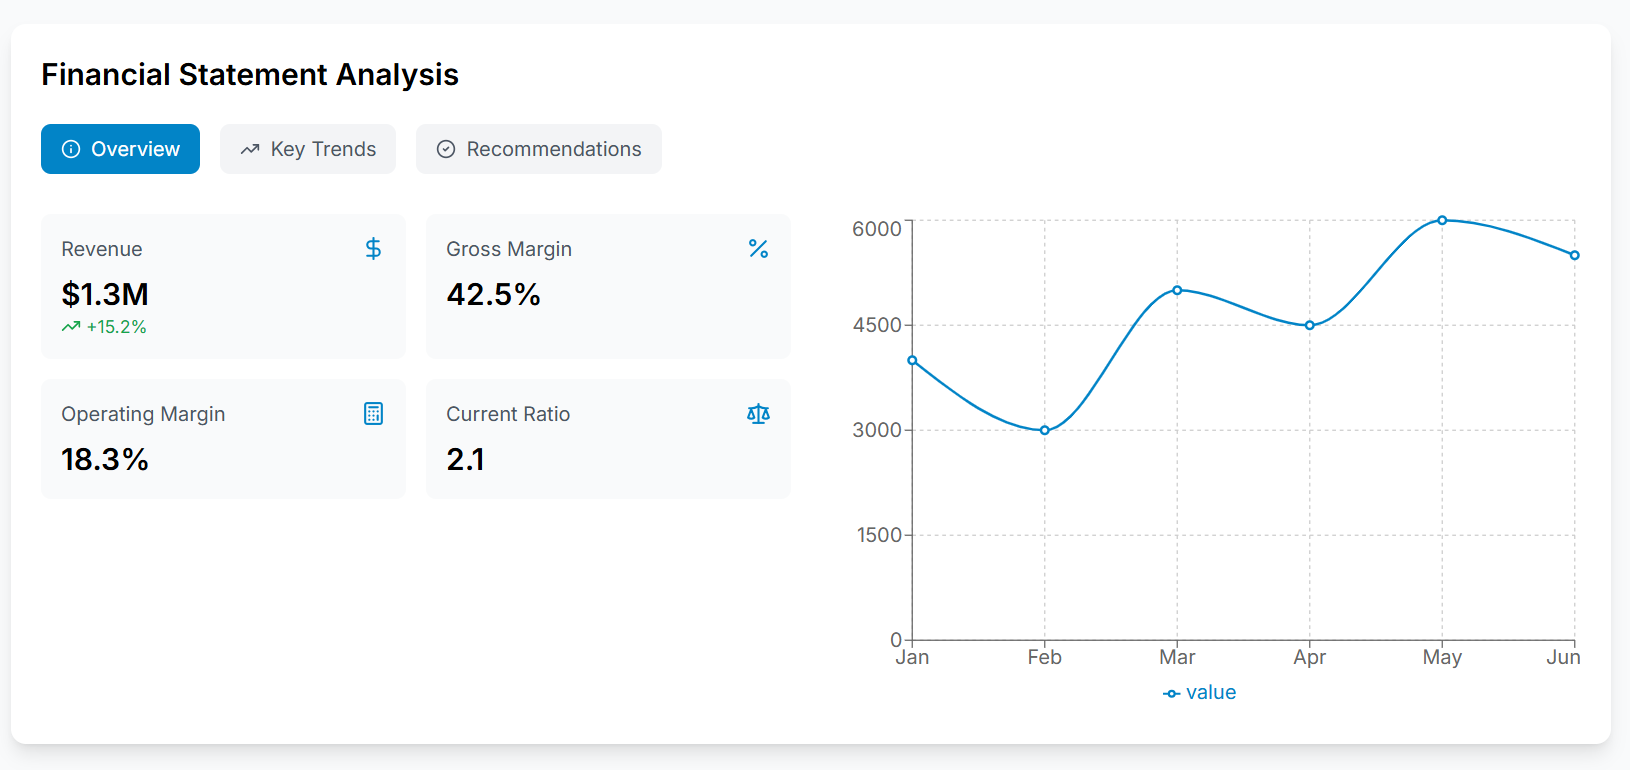 Financial Statement Analysis
Overview
Key Trends
Recommendations
Revenue
$1.3M
+15.2%
Gross Margin
42.5%
Operating Margin
18.3%
Current Ratio
2.1
6000
4500
3000
1500
0
Jan Feb Mar Apr May Jun
value